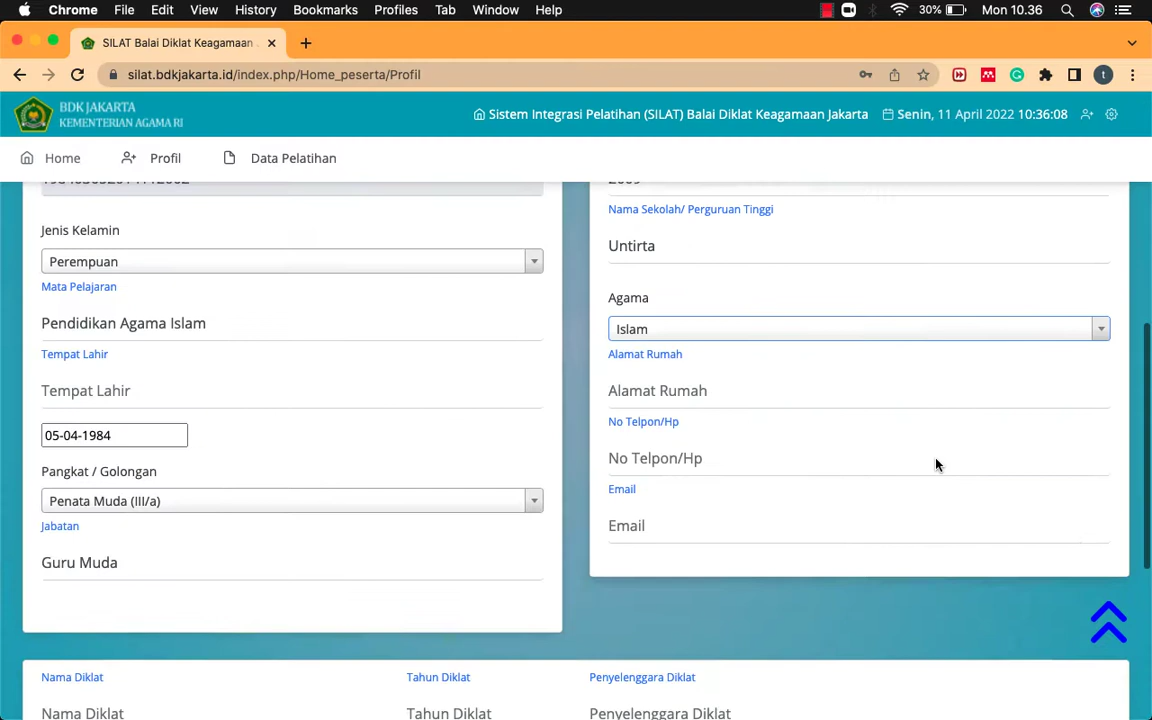 Chrome File Edit View History Bookmarks Profiles Tab Window Help 30% Mon 10.36
SILAT Balai Diklat Keagamaan
silat.bdkjakarta.id/index.php/Home_peserta/Profil
t
BDK JAKARTA
KEMENTERIAN AGAMA RI
Sistem Integrasi Pelatihan (SILAT) Balai Diklat Keagamaan Jakarta Senin, 11 April 2022 10:36:08
Home Profil Data Pelatihan
Jenis Kelamin
Perempuan
Mata Pelajaran
Pendidikan Agama Islam
Tempat Lahir
Tempat Lahir
05-04-1984
Pangkat / Golongan
Penata Muda (III/a)
Jabatan
Guru Muda
2009
Nama Sekolah/ Perguruan Tinggi
Untirta
Agama
Islam
Alamat Rumah
Alamat Rumah
No Telpon/Hp
No Telpon/Hp
Email
Email
Nama Diklat Tahun Diklat Penyelenggara Diklat
Nama Diklat Tahun Diklat Penyelenggara Diklat